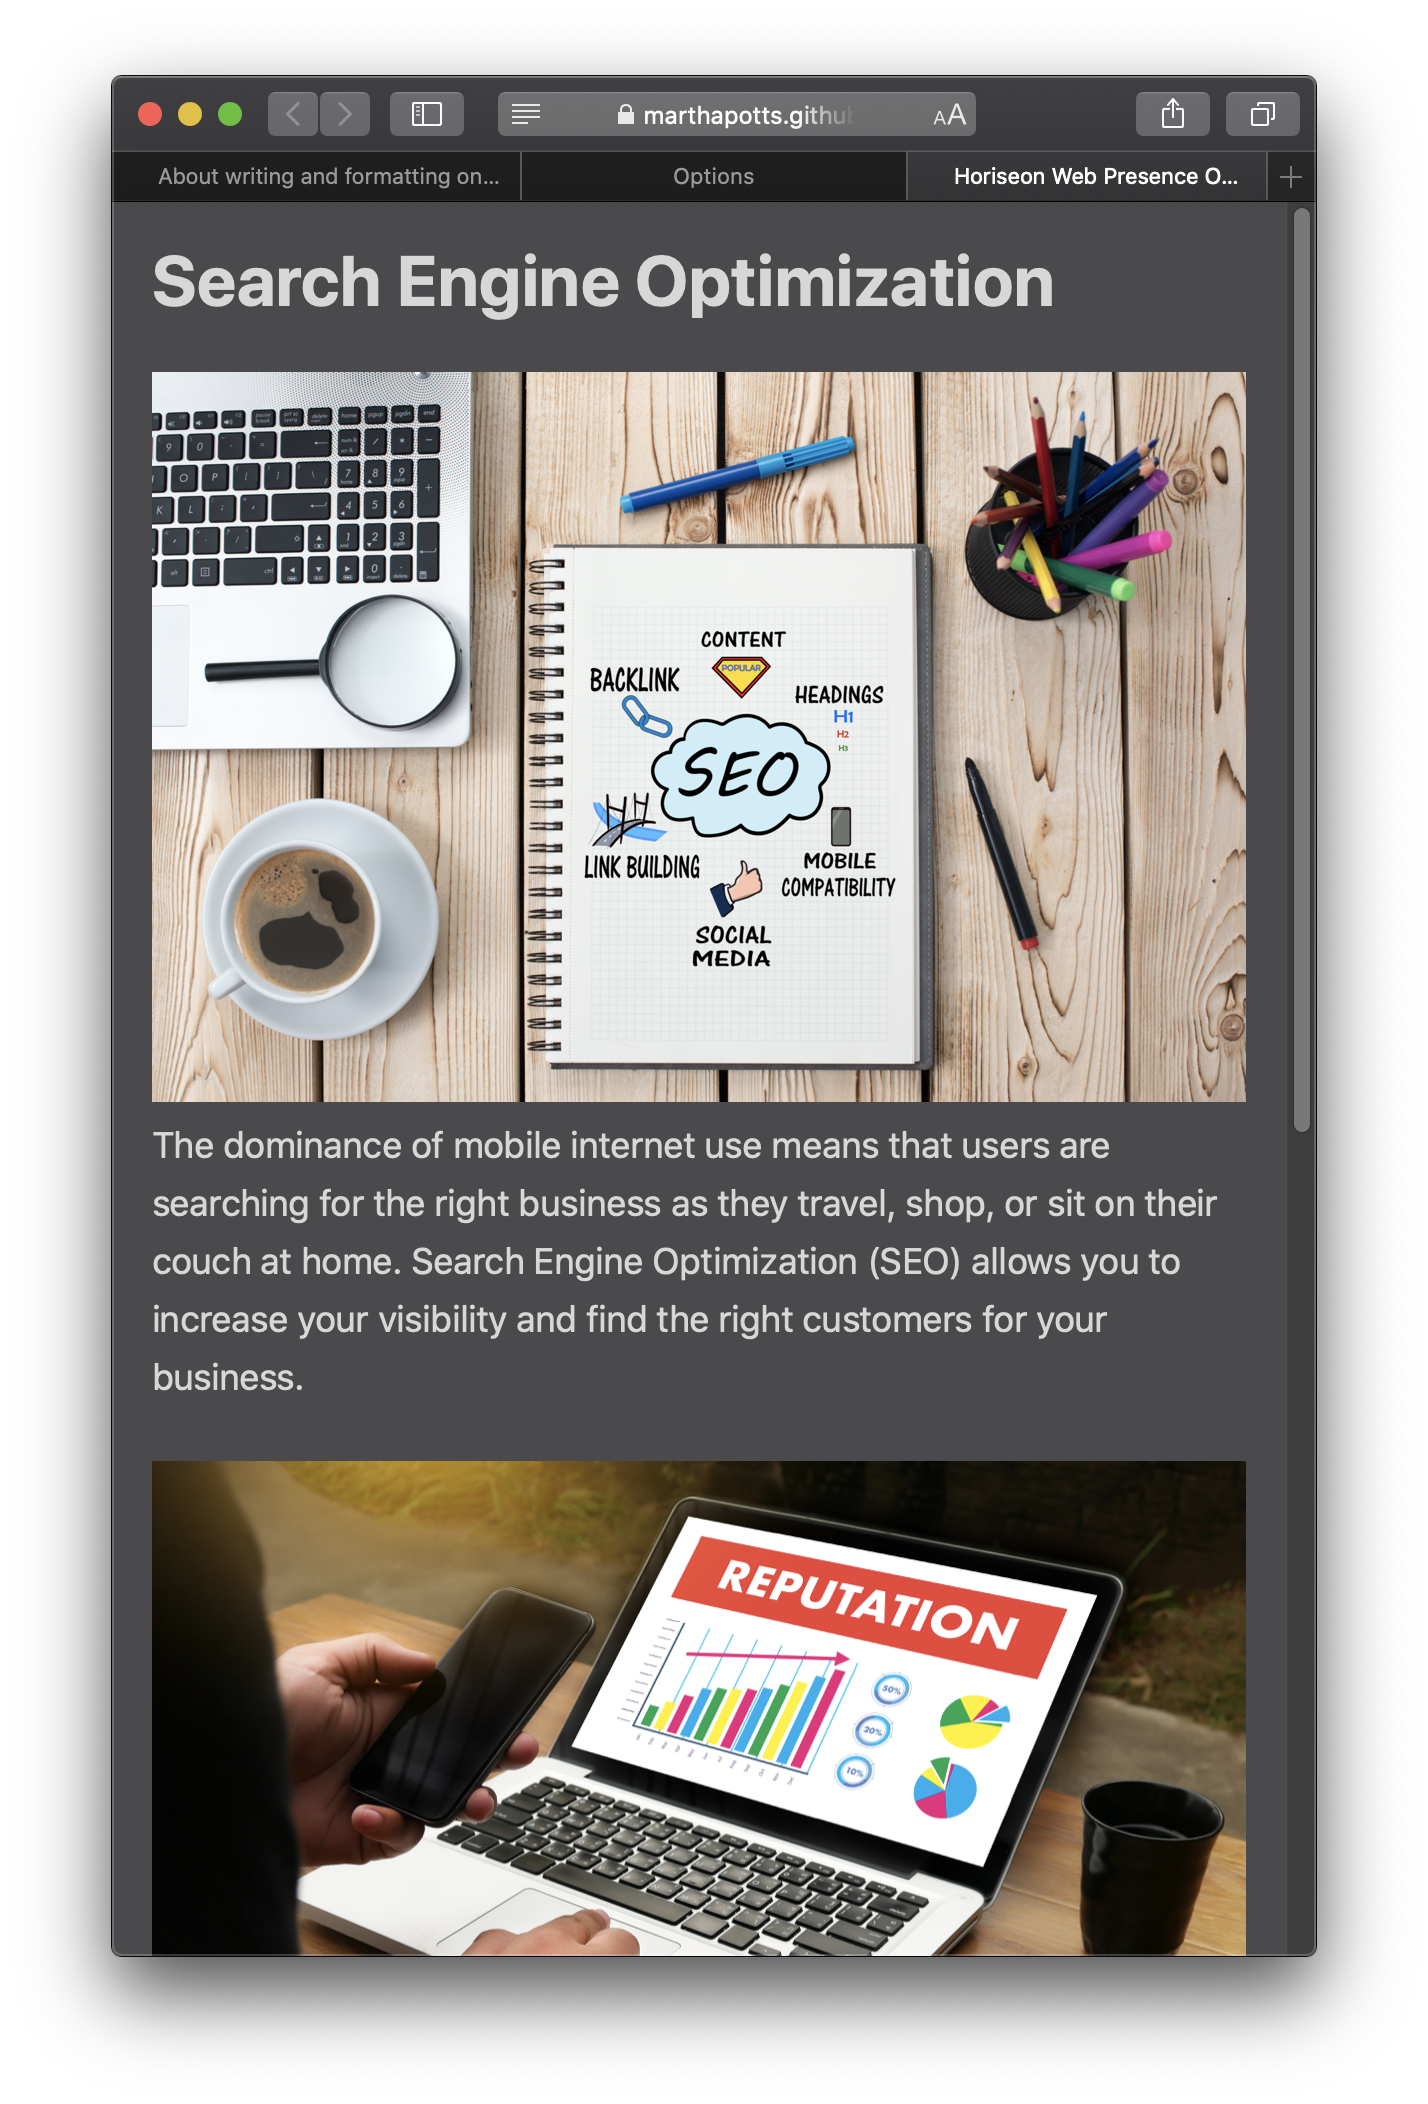 marthapotts.githu
AA
About writing and formatting on...
Options
Horiseon Web Presence O...
Search Engine Optimization
CONTENT
POPULAR
BACKLINK
HEADINGS
H1
H2
H3
SEO
LINK BUILDING
MOBILE
COMPATIBILITY
SOCIAL
MEDIA
The dominance of mobile internet use means that users are
searching for the right business as they travel, shop, or sit on their
couch at home. Search Engine Optimization (SEO) allows you to
increase your visibility and find the right customers for your
business.
REPUTATION
50%
20%
10%